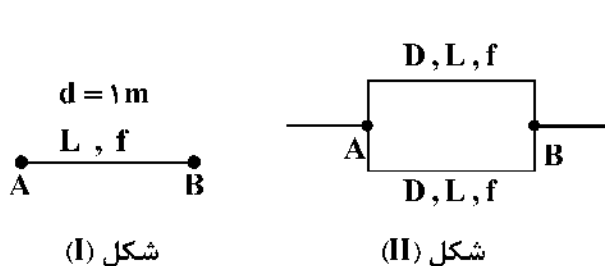 D , L , f
d = ۱ m
L , f
A B
A B
D, L, f
شکل (I)
شکل (II)